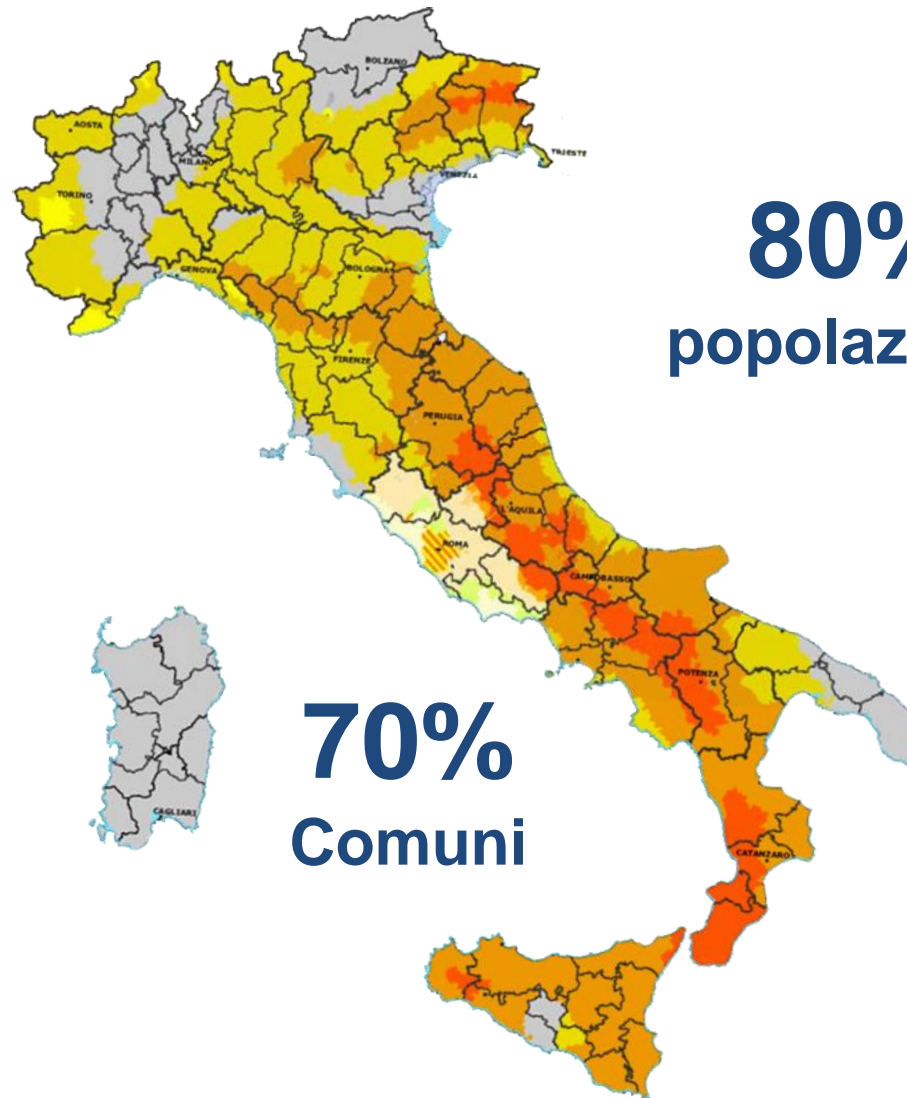 BOLZANO
AOSTA
MILANO
TRIESTE
VENEZIA
TORINO
80%
GENOVA
BOLOGNA
popolaz
FIRENZE
PERUGIA
L'AQUILA
ROMA
CAMPOBASSO
POTENZA
70%
CAGLIARI
Comuni
CATANZARO